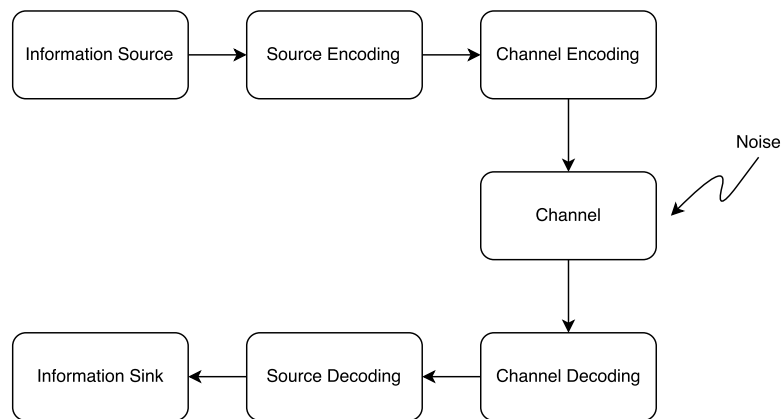 Information Source
Source Encoding
Channel Encoding
Noise
Channel
Information Sink
Source Decoding
Channel Decoding